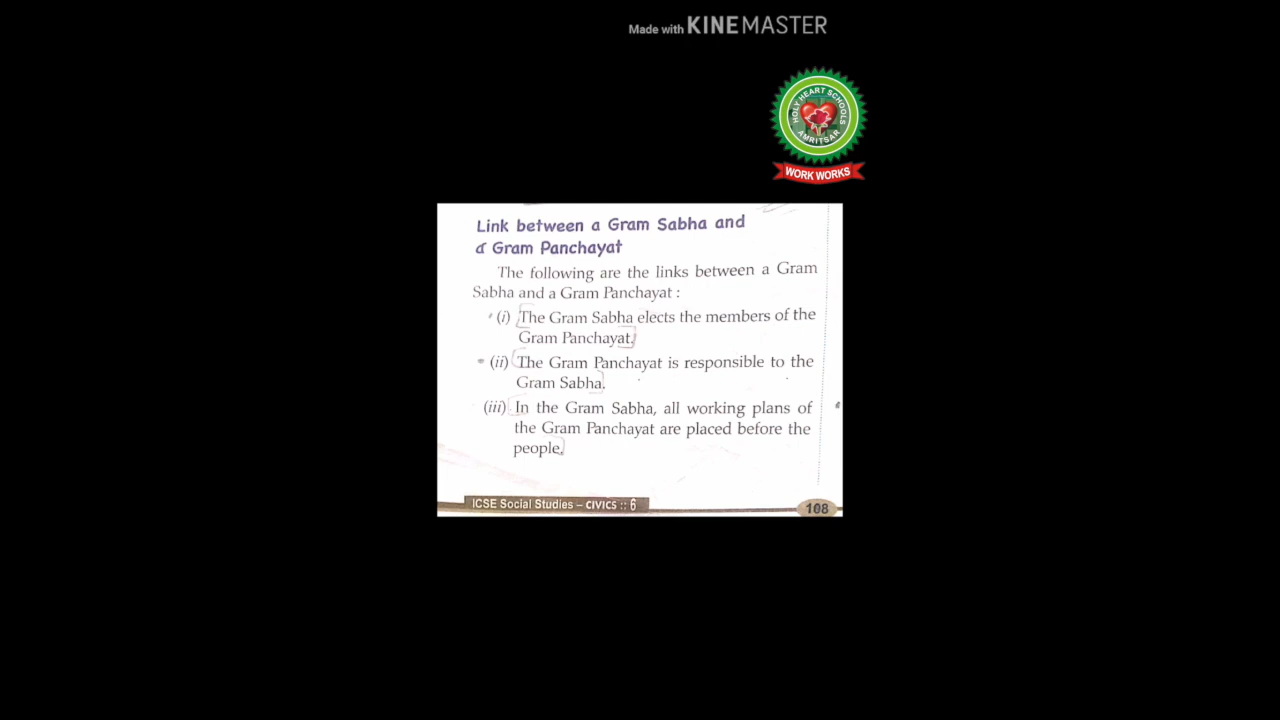 Made with KINEMASTER
HOLY HEART SCHOOLS
AMRITSAR
WORK WORKS
Link between a Gram Sabha and
a Gram Panchayat
The following are the links between a Gram
Sabha and a Gram Panchayat :
(i) The Gram Sabha elects the members of the
Gram Panchayat.
(ii) The Gram Panchayat is responsible to the
Gram Sabha.
(iii) In the Gram Sabha, all working plans of
the Gram Panchayat are placed before the
people.
ICSE Social Studies – CIVICS :: 6
108